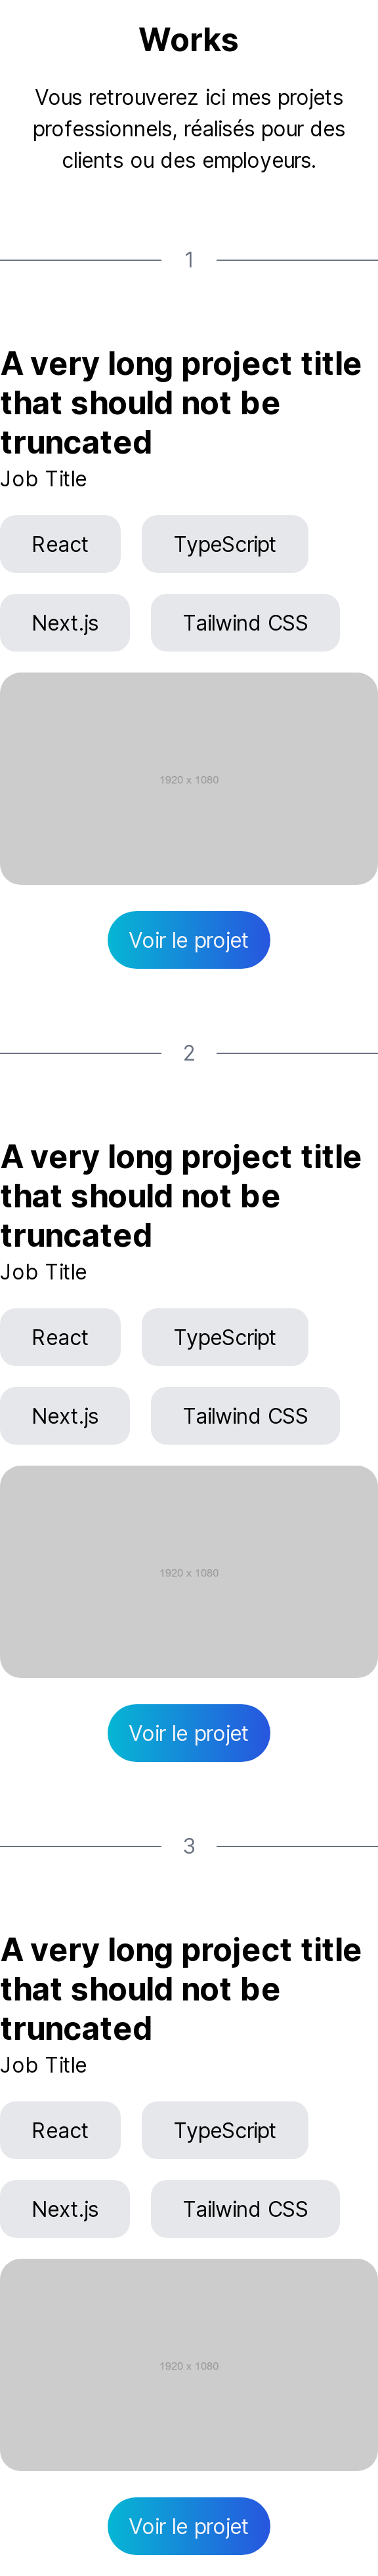 Works
Vous retrouverez ici mes projets
professionnels, réalisés pour des
clients ou des employeurs.
1
A very long project title
that should not be
truncated
Job Title
React
TypeScript
Next.js
Tailwind CSS
1920 x 1080
Voir le projet
2
A very long project title
that should not be
truncated
Job Title
React
TypeScript
Next.js
Tailwind CSS
1920 x 1080
Voir le projet
3
A very long project title
that should not be
truncated
Job Title
React
TypeScript
Next.js
Tailwind CSS
1920 x 1080
Voir le projet